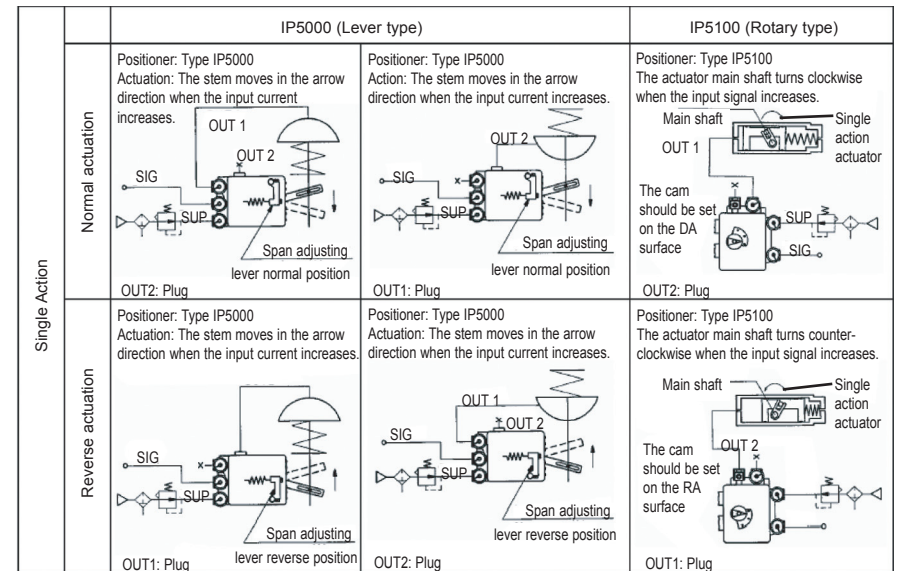 IP5000 (Lever type)
IP5100 (Rotary type)
Single Action
Normal actuation
Positioner: Type IP5000
Actuation: The stem moves in the arrow
direction when the input current
increases.
OUT 1
OUT 2
SIG
SUP
Span adjusting
lever normal position
OUT2: Plug
Positioner: Type IP5000
Action: The stem moves in the arrow
direction when the input current increases.
OUT 2
SIG
SUP
Span adjusting
lever normal position
OUT1: Plug
Positioner: Type IP5100
The actuator main shaft turns clockwise
when the input signal increases.
Main shaft
Single
action
actuator
OUT 1
The cam
should be set
on the DA
surface
SUP
SIG
OUT2: Plug
Reverse actuation
Positioner: Type IP5000
Actuation: The stem moves in the arrow
direction when the input current increases.
SIG
SUP
Span adjusting
lever reverse position
OUT1: Plug
Positioner: Type IP5000
Actuation: The stem moves in the arrow
direction when the input current increases.
OUT 1
OUT 2
SIG
SUP
Span adjusting
lever reverse position
OUT2: Plug
Positioner: Type IP5100
The actuator main shaft turns counter-
clockwise when the input signal increases.
Main shaft
Single
action
actuator
OUT 2
The cam
should be set
on the RA
surface
OUT1: Plug